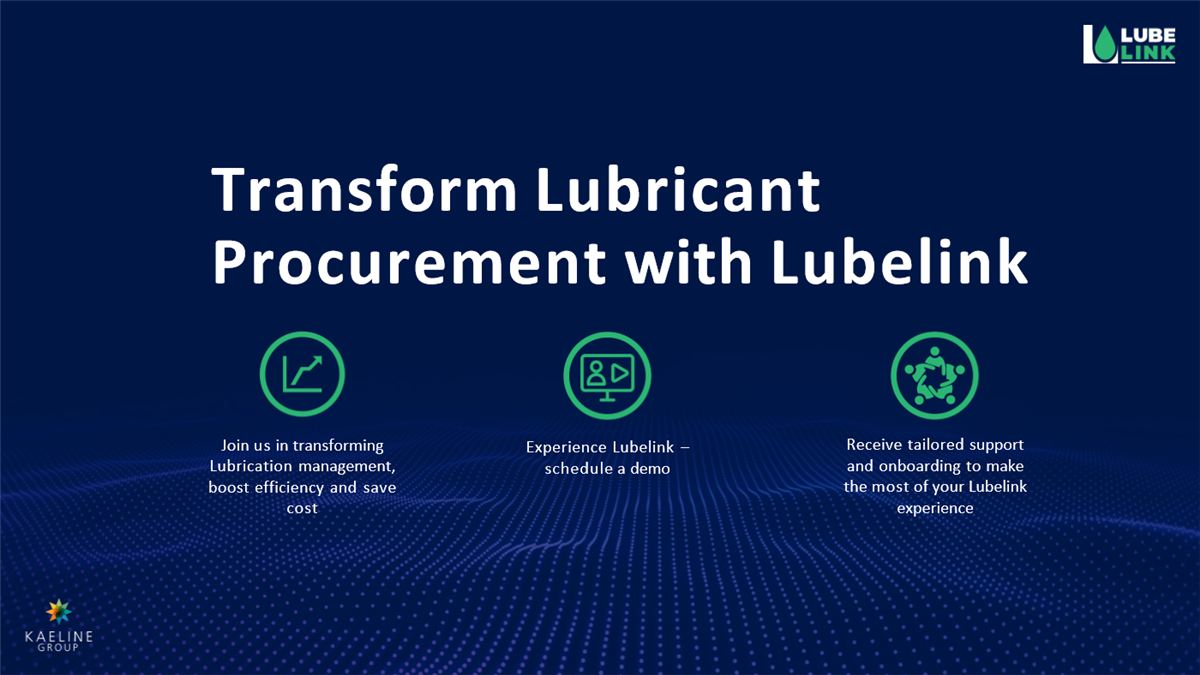 LUBE
LINK
Transform Lubricant
Procurement with Lubelink
Join us in transforming
Lubrication management,
boost efficiency and save
cost
Experience Lubelink –
schedule a demo
Receive tailored support
and onboarding to make
the most of your Lubelink
experience
KAELINE
GROUP